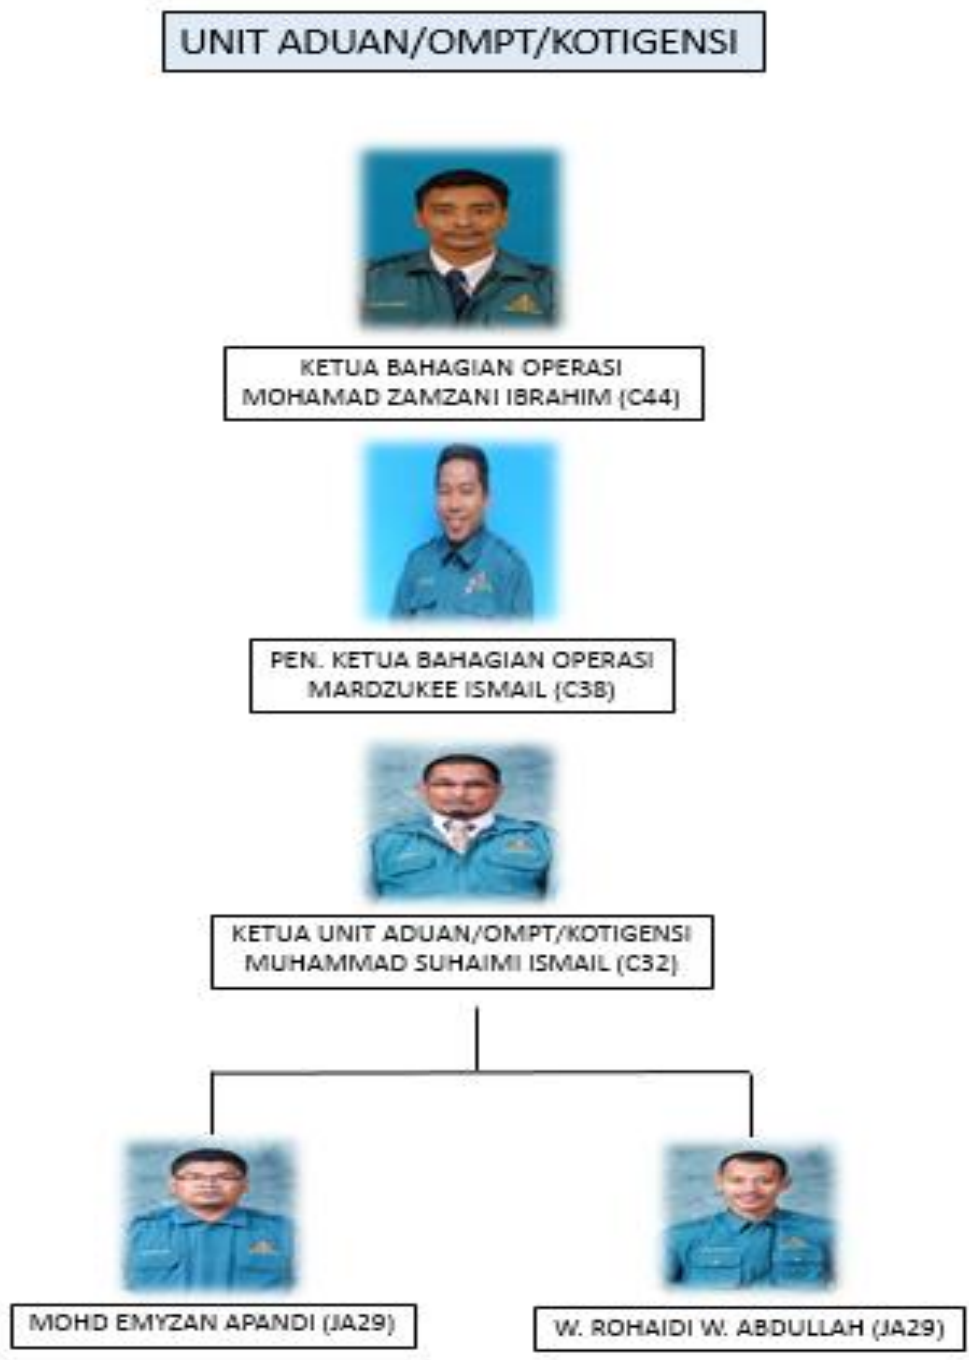 UNIT ADUAN/OMPT/KOTIGENSI
KETUA BAHAGIAN OPERASI
MOHAMAD ZAMZANI IBRAHIM (C44)
PEN. KETUA BAHAGIAN OPERASI
MARDZUKEE ISMAIL (C38)
KETUA UNIT ADUAN/OMPT/KOTIGENSI
MUHAMMAD SUHAIMI ISMAIL (C32)
MOHD EMYZAN APANDI (JA29)
W. ROHAIDI W. ABDULLAH (JA29)